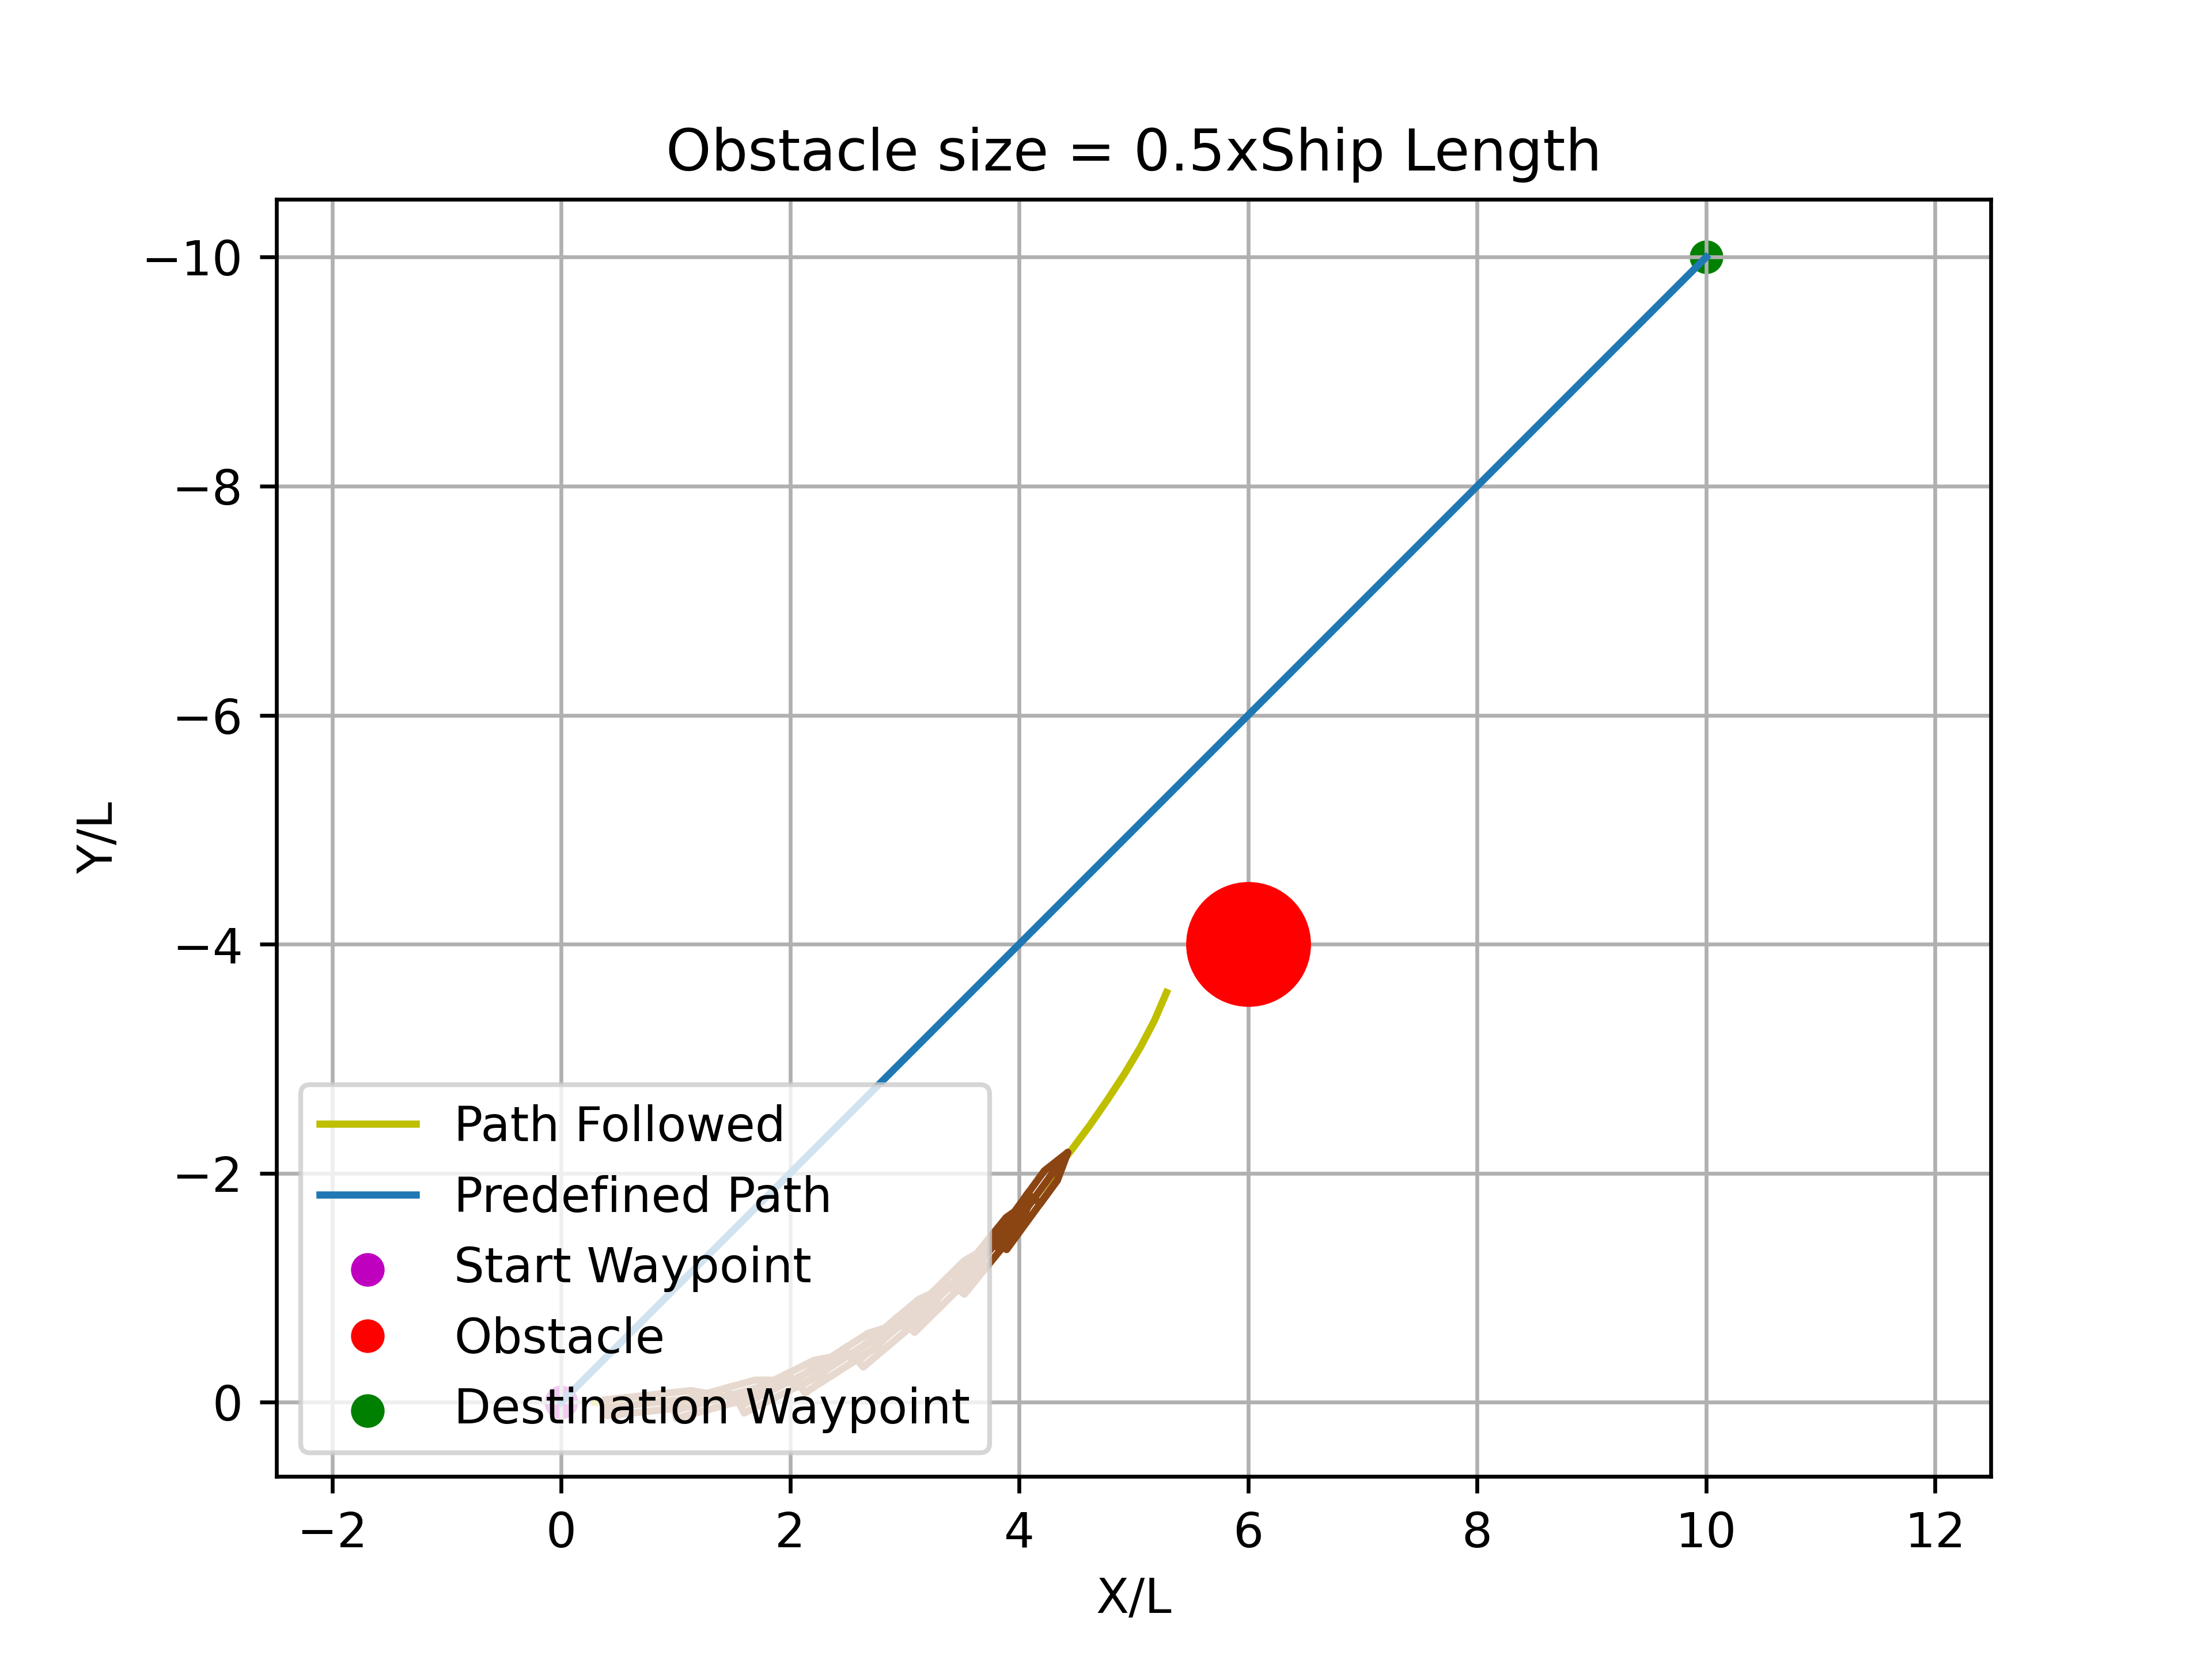 Obstacle size = 0.5xShip Length
−10
−8
−6
−4
−2
0
Y/L
Path Followed
Predefined Path
Start Waypoint
Obstacle
Destination Waypoint
−2 0 2 4 6 8 10 12
X/L